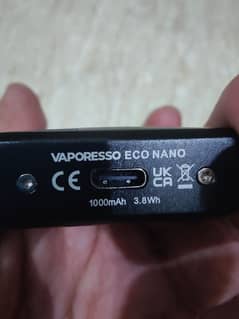 VAPORESSO ECO NANO
CE UK
CA
1000mAh 3.8Wh